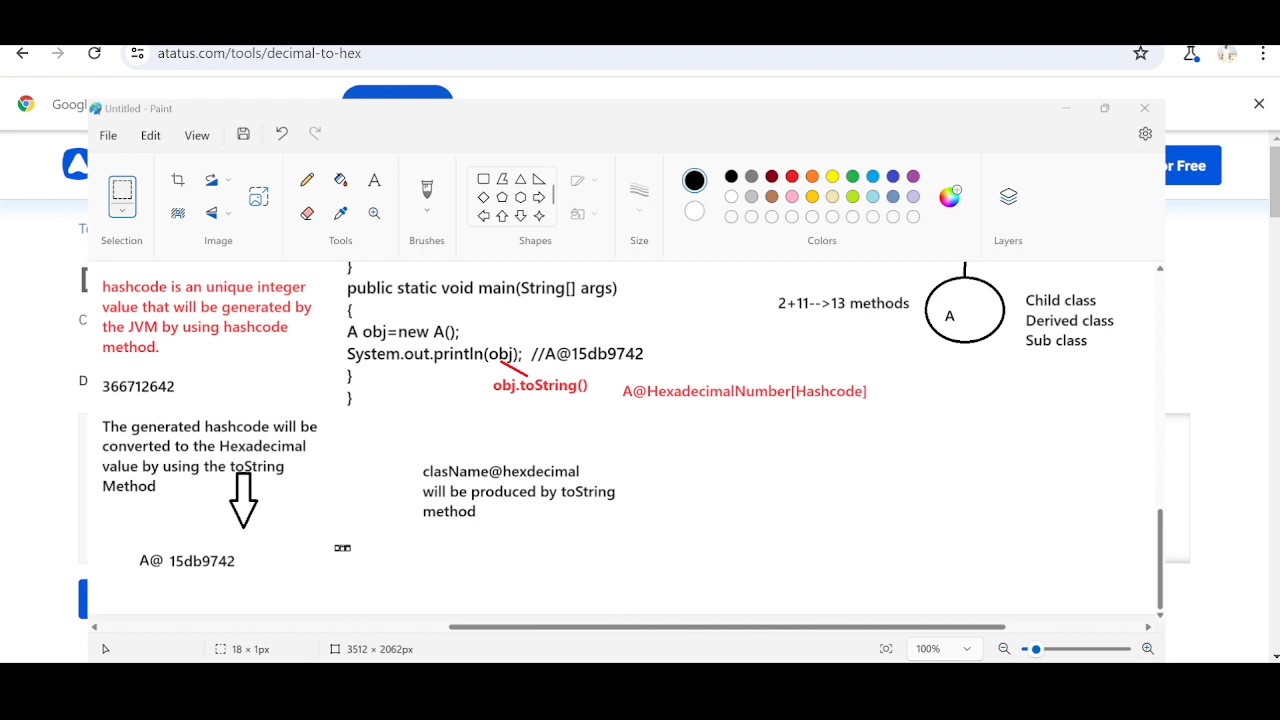 atatus.com/tools/decimal-to-hex
Googl
Untitled - Paint
File
Edit
View
or Free
Selection
Image
Tools
Brushes
Shapes
Size
Colors
Layers
}
hashcode is an unique integer
value that will be generated by
the JVM by using hashcode
method.
366712642
The generated hashcode will be
converted to the Hexadecimal
value by using the toString
Method
A@ 15db9742
public static void main(String[] args)
{
A obj=new A();
System.out.println(obj); //A@15db9742
}
obj.toString()
A@HexadecimalNumber[Hashcode]
}
clasName@hexdecimal
will be produced by toString
method
2+11-->13 methods
A
Child class
Derived class
Sub class
18 × 1px
3512 × 2062px
100%